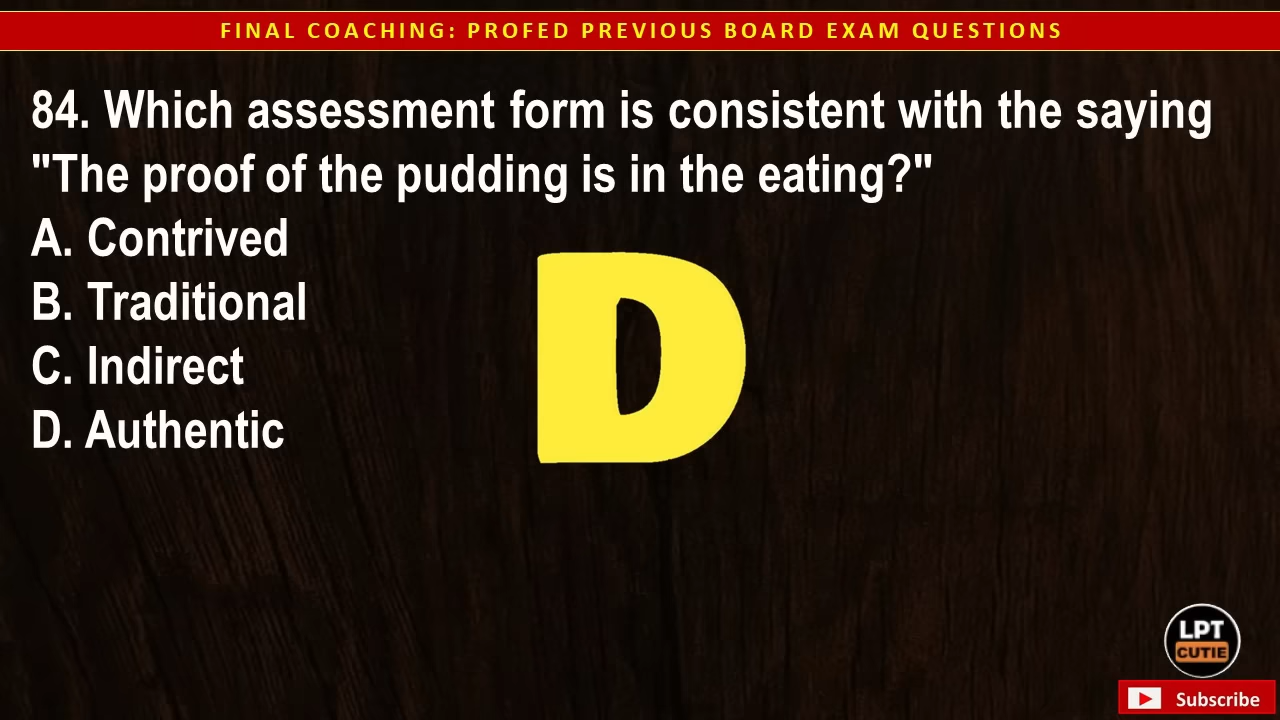 FINAL COACHING: PROFED PREVIOUS BOARD EXAM QUESTIONS
84. Which assessment form is consistent with the saying
"The proof of the pudding is in the eating?"
A. Contrived
B. Traditional
C. Indirect
D. Authentic
D
LPT
CUTIE
Subscribe